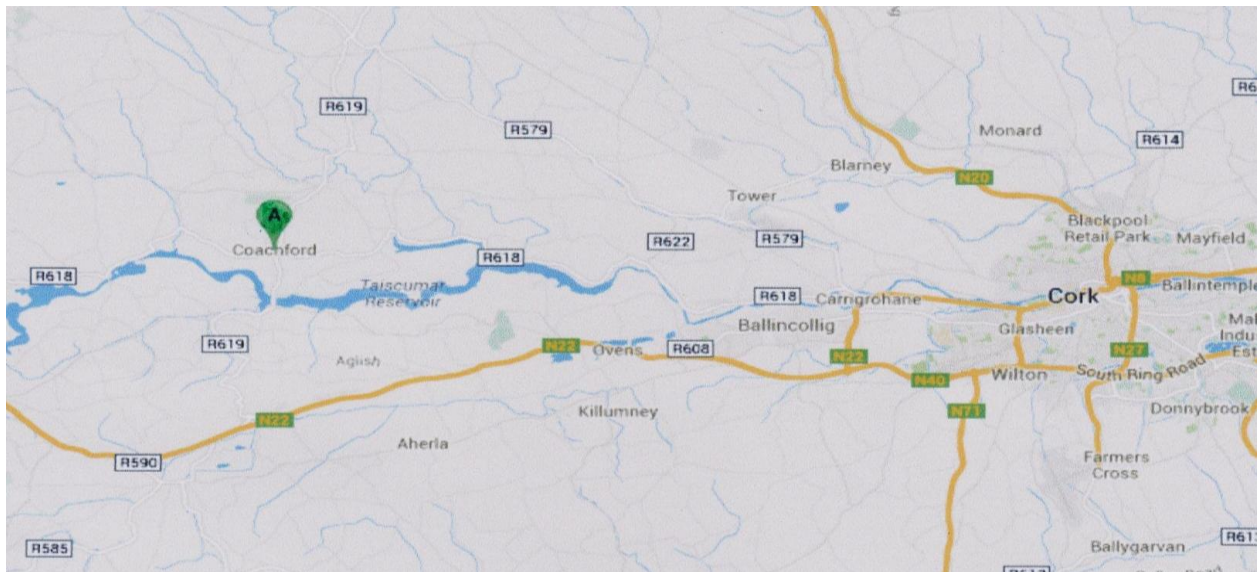 R619
R579
Monard
R614
Blarney
N20
Tower
A
Blackpool
Retail Park
Mayfield
Coachford
R622
R579
R618
R618
Taiscumar
Reservoir
N8
Ballintemple
R618
Carrigrohane
Cork
Ballincollig
Glasheen
R619
Aglish
N22
Ovens
R608
N22
N27
N40
Wilton
South Ring Road
N71
Donnybrook
N22
Killumney
Aherla
R590
Farmers
Cross
R585
Ballygarvan